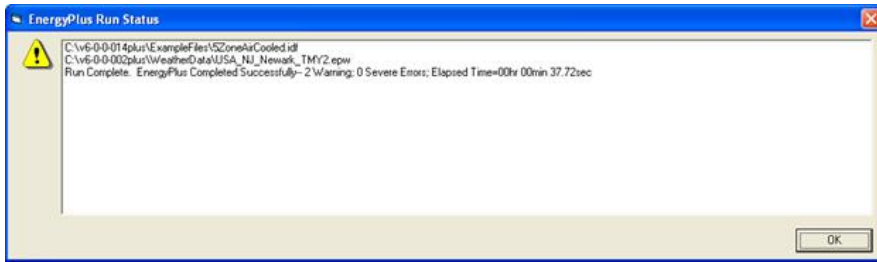 EnergyPlus Run Status
C:\v6-0-0-014plus\ExampleFiles\5ZoneAirCooled.idf
C:\v6-0-0-002plus\WeatherData\USA_NJ_Newark_TMY2.epw
Run Complete.  EnergyPlus Completed Successfully-- 2 Warning; 0 Severe Errors; Elapsed Time=00hr 00min 37.72sec
OK